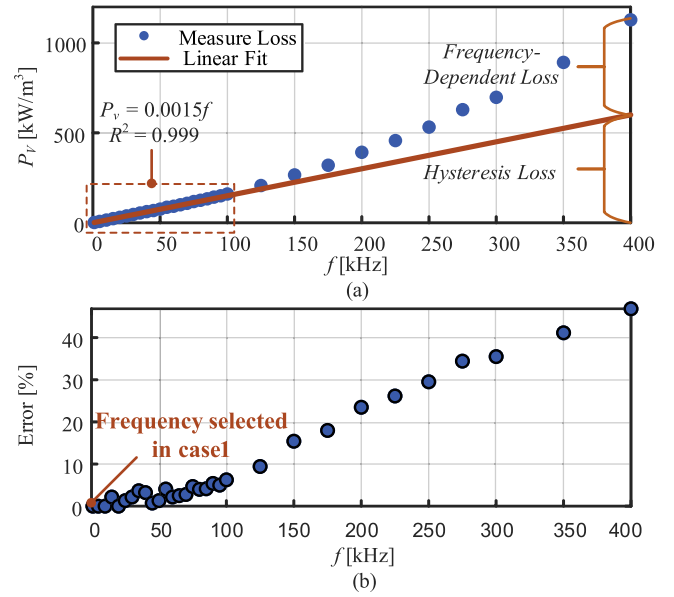 1000
500
0
P_V [kW/m³]
Measure Loss
Linear Fit
P_v = 0.0015f
R² = 0.999
Frequency-
Dependent Loss
Hysteresis Loss
0 50 100 150 200 250 300 350 400
f [kHz]
(a)
40
30
20
10
0
Error [%]
Frequency selected
in case1
0 50 100 150 200 250 300 350 400
f [kHz]
(b)